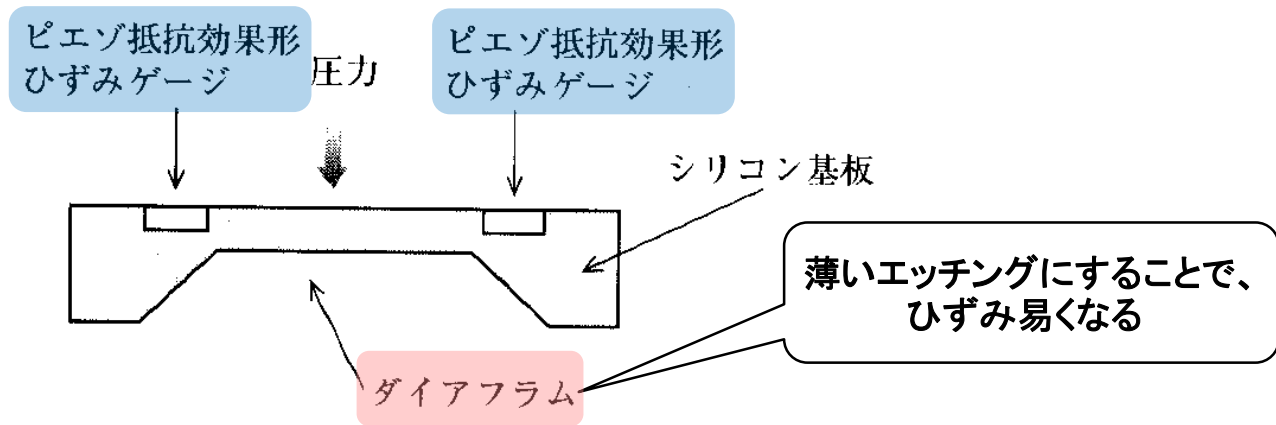 ピエゾ抵抗効果形
ひずみゲージ
圧力
ピエゾ抵抗効果形
ひずみゲージ
シリコン基板
薄いエッチングにすることで、
ひずみ易くなる
ダイアフラム